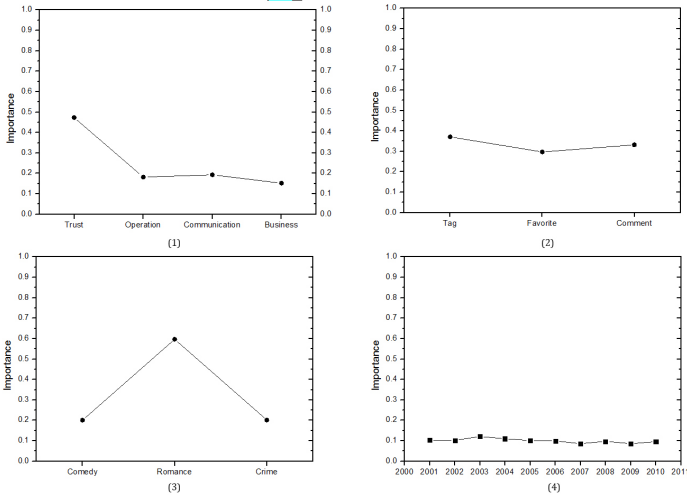 1.0 1.0 1.0
0.9 0.9 0.9
0.8 0.8 0.8
0.7 0.7 0.7
0.6 0.6 0.6
0.5 0.5 0.5
0.4 0.4 0.4
0.3 0.3 0.3
0.2 0.2 0.2
0.1 0.1 0.1
0.0 0.0 0.0
Importance Importance
Trust Operation Communication Business Tag Favorite Comment
(1) (2)
1.0 1.0
0.9 0.9
0.8 0.8
0.7 0.7
0.6 0.6
0.5 0.5
0.4 0.4
0.3 0.3
0.2 0.2
0.1 0.1
0.0 0.0
Importance Importance
Comedy Romance Crime 2000 2001 2002 2003 2004 2005 2006 2007 2008 2009 2010 201
(3) (4)